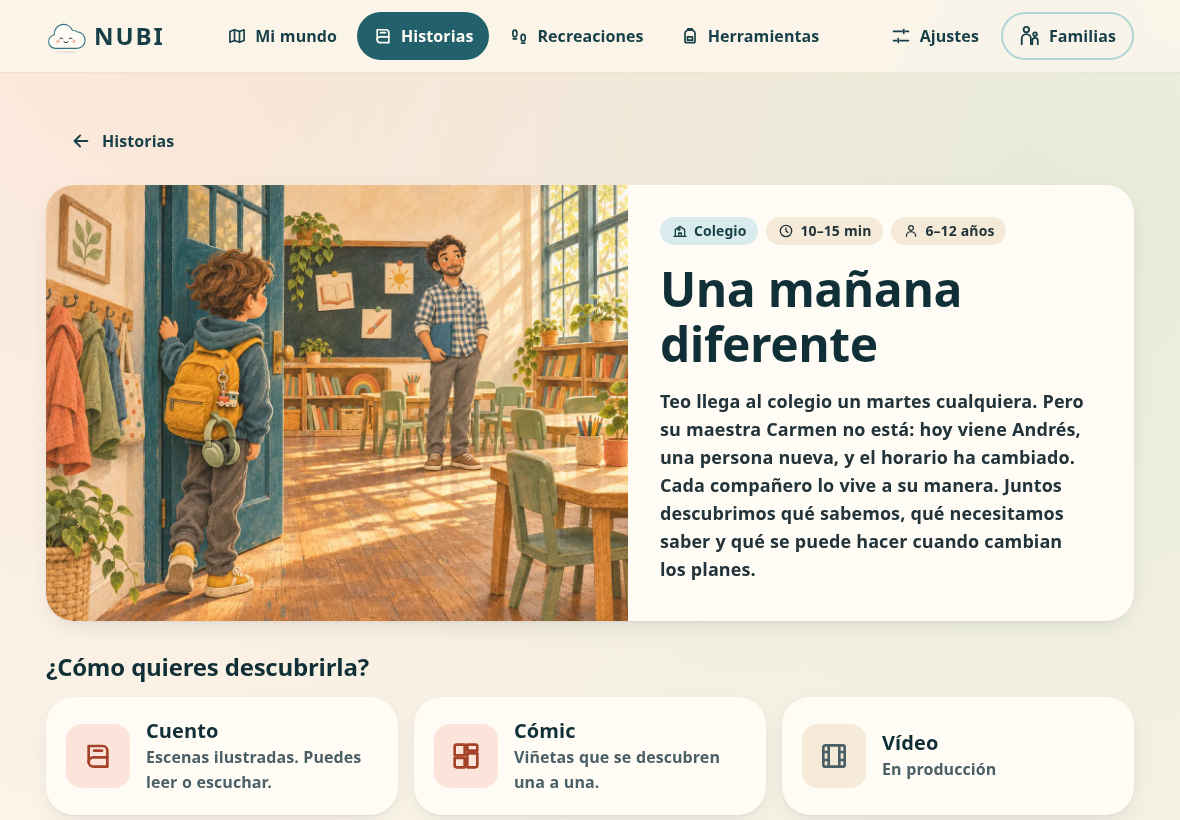 NUBI
Mi mundo
Historias
Recreaciones
Herramientas
Ajustes
Familias
Historias
Colegio
10–15 min
6–12 años
Una mañana
diferente
Teo llega al colegio un martes cualquiera. Pero
su maestra Carmen no está: hoy viene Andrés,
una persona nueva, y el horario ha cambiado.
Cada compañero lo vive a su manera. Juntos
descubrimos qué sabemos, qué necesitamos
saber y qué se puede hacer cuando cambian
los planes.
¿Cómo quieres descubrirla?
Cuento
Escenas ilustradas. Puedes
leer o escuchar.
Cómic
Viñetas que se descubren
una a una.
Vídeo
En producción